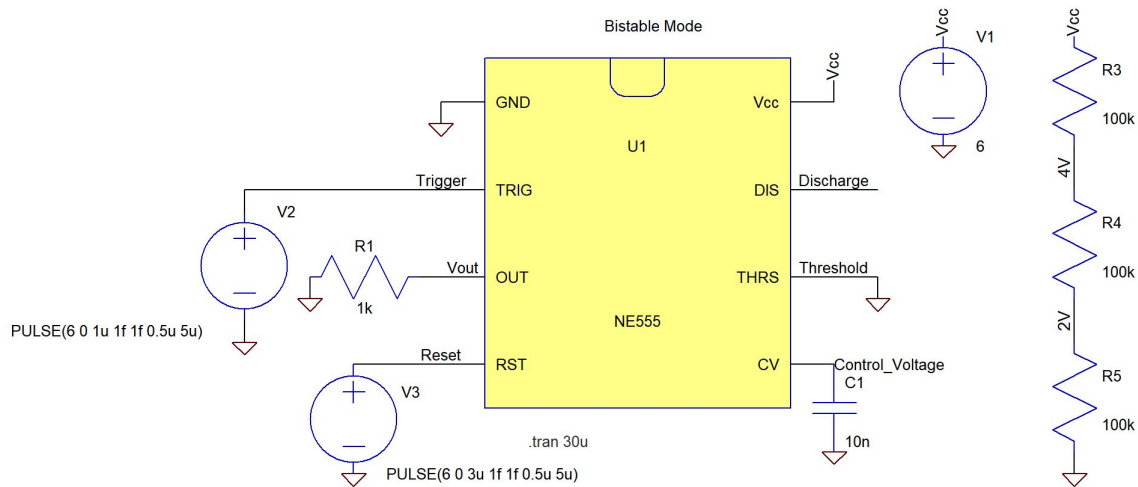 Bistable Mode
Vcc
V1
6
Vcc
R3
100k
4V
R4
100k
2V
R5
100k
GND
Vcc
U1
Trigger
TRIG
DIS
Discharge
V2
PULSE(6 0 1u 1f 1f 0.5u 5u)
R1
1k
Vout
OUT
THRS
Threshold
NE555
Reset
RST
CV
Control_Voltage
C1
10n
V3
PULSE(6 0 3u 1f 1f 0.5u 5u)
.tran 30u
Vcc